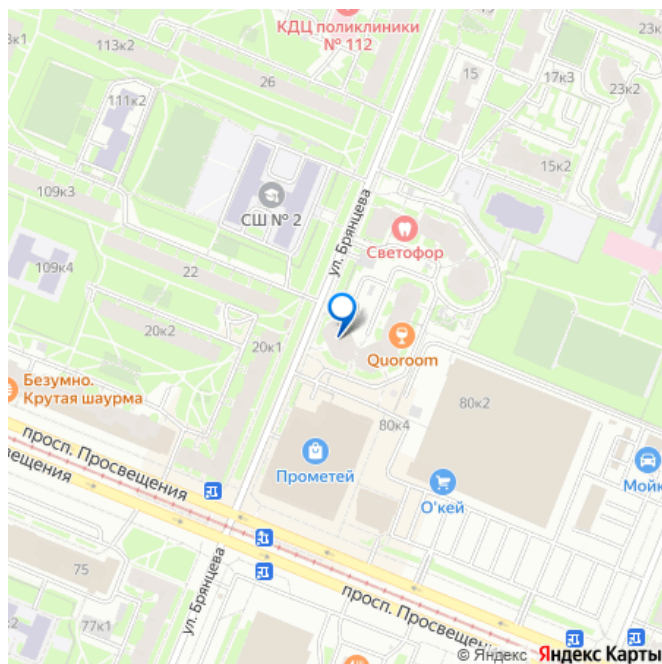 КДЦ поликлиники
№ 112
113к2
26
15
17к3
23к2
111к2
15к2
109к3
СШ № 2
ул. Брянцева
Светофор
109к4
22
20к2
20к1
Quoroom
Безумно.
Крутая шаурма
80к2
80к4
просп. Просвещения
Прометей
О'кей
75
ул. Брянцева
просп. Просвещения
77к1
© Яндекс Яндекс Карты